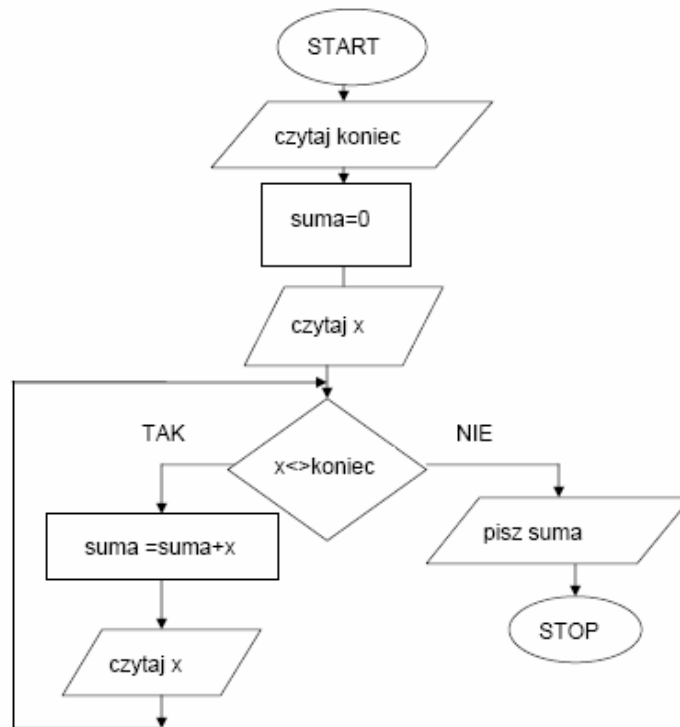 START
czytaj koniec
suma=0
czytaj x
TAK
NIE
x<>koniec
suma =suma+x
pisz suma
czytaj x
STOP